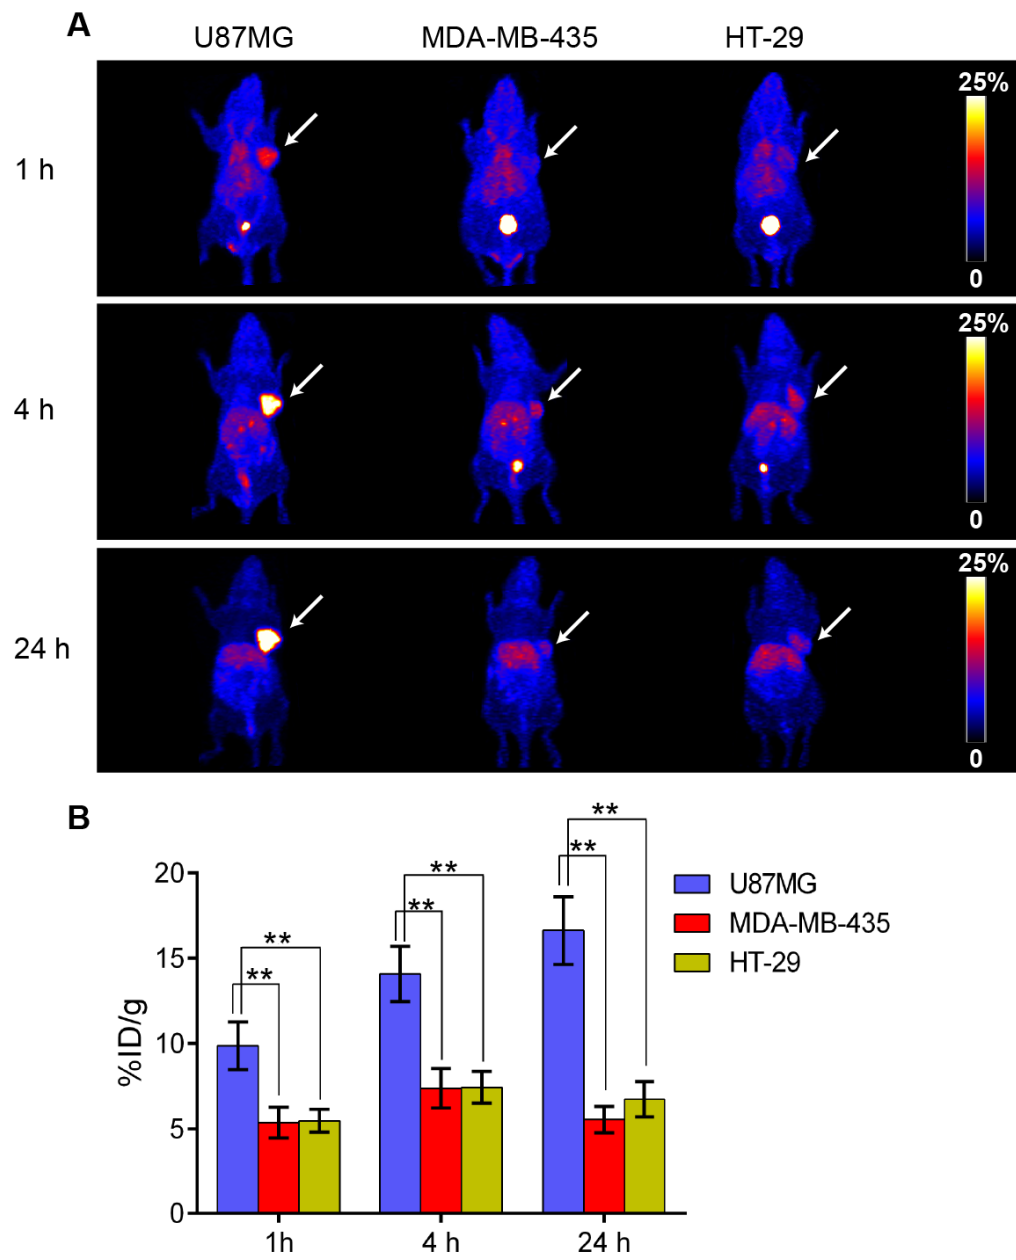 A
U87MG MDA-MB-435 HT-29
25%
1 h
0
25%
4 h
0
25%
24 h
0
B
** **
** **
** **
20
15
10
5
0
%ID/g
U87MG
MDA-MB-435
HT-29
1h 4 h 24 h